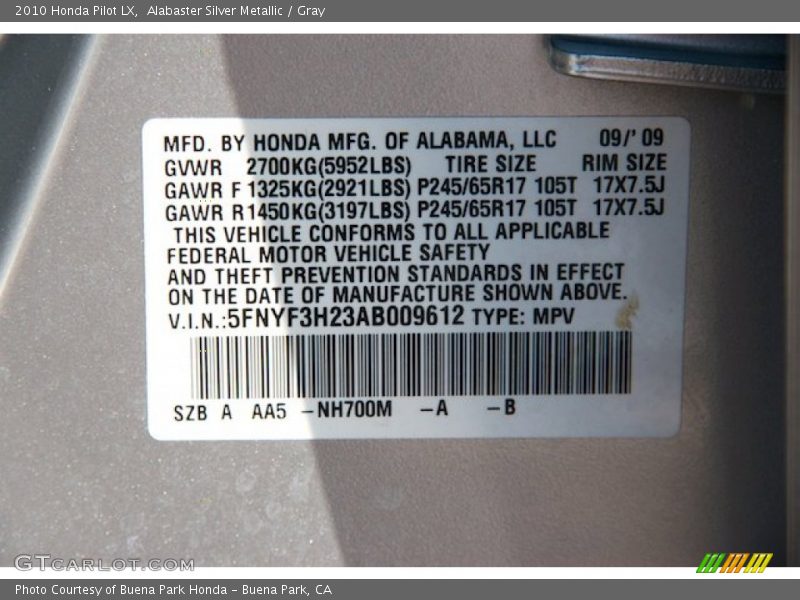 2010 Honda Pilot LX,  Alabaster Silver Metallic / Gray
MFD. BY HONDA MFG. OF ALABAMA, LLC 09/'09
GVWR 2700KG(5952LBS) TIRE SIZE RIM SIZE
GAWR F 1325KG(2921LBS) P245/65R17 105T 17X7.5J
GAWR R 1450KG(3197LBS) P245/65R17 105T 17X7.5J
THIS VEHICLE CONFORMS TO ALL APPLICABLE
FEDERAL MOTOR VEHICLE SAFETY
AND THEFT PREVENTION STANDARDS IN EFFECT
ON THE DATE OF MANUFACTURE SHOWN ABOVE.
V.I.N.:5FNYF3H23AB009612 TYPE: MPV
SZB A AA5 -NH700M -A -B
GTCARLOT.COM
Photo Courtesy of Buena Park Honda - Buena Park, CA